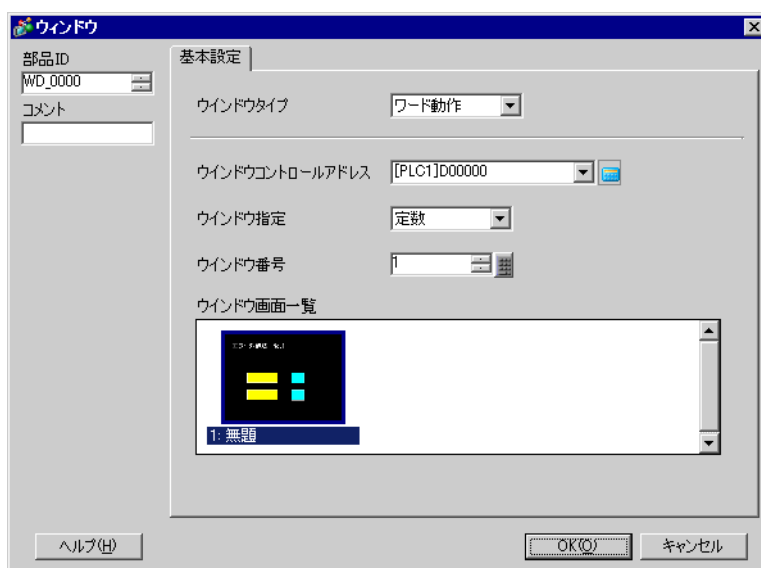 ウィンドウ
部品ID
WD_0000
コメント
基本設定
ウインドウタイプ
ワード動作
ウインドウコントロールアドレス
[PLC1]D00000
ウインドウ指定
定数
ウインドウ番号
1
ウインドウ画面一覧
1: 無題
ヘルプ(H)
OK(O)
キャンセル